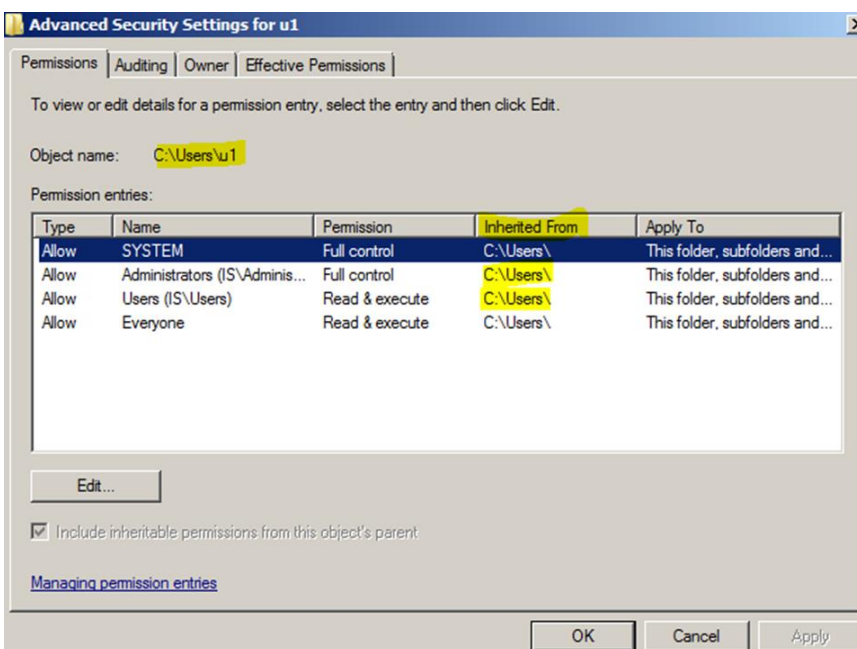 Advanced Security Settings for u1
Permissions Auditing Owner Effective Permissions
To view or edit details for a permission entry, select the entry and then click Edit.
Object name: C:\Users\u1
Permission entries:
Type Name Permission Inherited From Apply To
Allow SYSTEM Full control C:\Users\ This folder, subfolders and...
Allow Administrators (IS\Adminis... Full control C:\Users\ This folder, subfolders and...
Allow Users (IS\Users) Read & execute C:\Users\ This folder, subfolders and...
Allow Everyone Read & execute C:\Users\ This folder, subfolders and...
Edit...
Include inheritable permissions from this object's parent
Managing permission entries
OK Cancel Apply